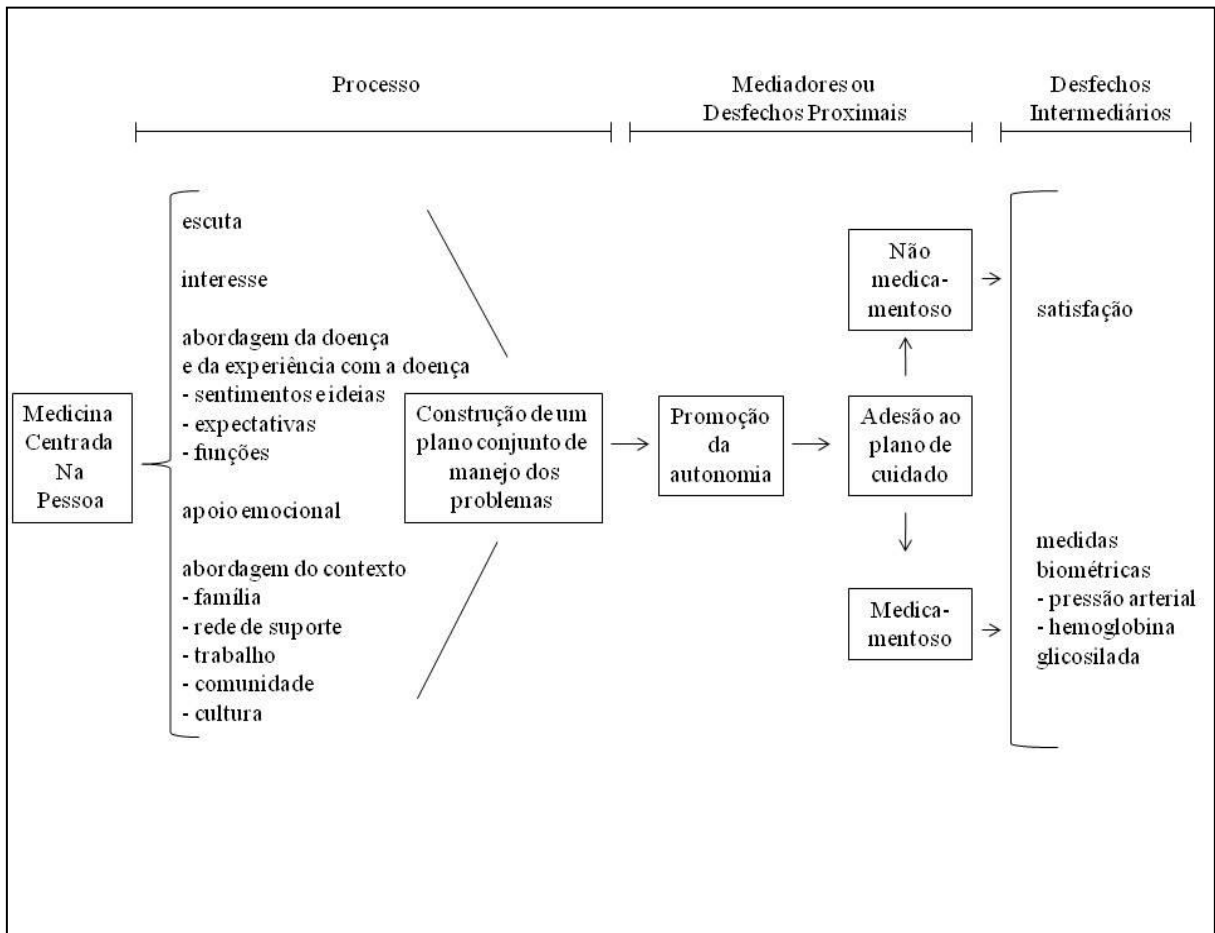 Processo
Mediadores ou
Desfechos Proximais
Desfechos
Intermediários
Medicina
Centrada
Na
Pessoa
escuta
interesse
abordagem da doença
e da experiência com a doença
- sentimentos e ideias
- expectativas
- funções
apoio emocional
abordagem do contexto
- família
- rede de suporte
- trabalho
- comunidade
- cultura
Construção de um
plano conjunto de
manejo dos
problemas
Promoção
da
autonomia
Não
medica-
mentoso
Adesão ao
plano de
cuidado
Medica-
mentoso
satisfação
medidas
biométricas
- pressão arterial
- hemoglobina
glicosilada